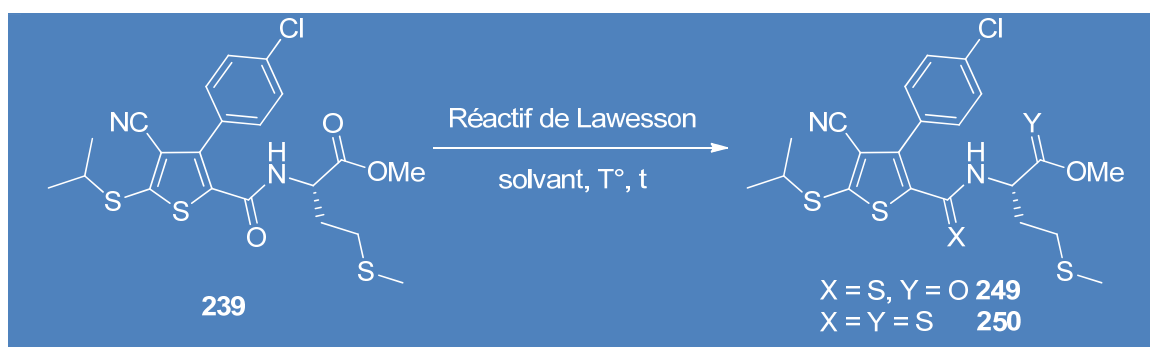 Cl
NC
O
H
N
OMe
S
S
O
S
239
Réactif de Lawesson
solvant, T°, t
Cl
NC
Y
H
N
OMe
S
S
X
S
X = S, Y = O 249
X = Y = S 250